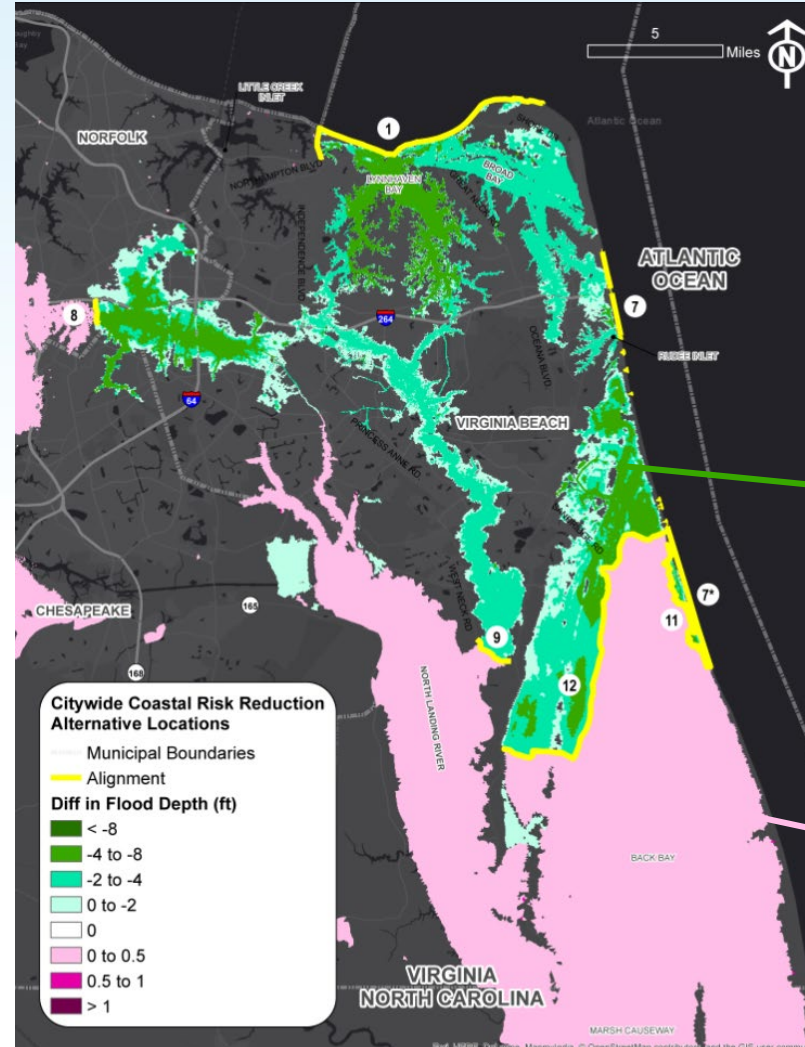 5
Miles
N
LITTLE CREEK
INLET
Atlantic Ocean
NORFOLK
1
NORTHAMPTON BLVD
LYNNHAVEN
BAY
BROAD
BAY
INDEPENDENCE BLVD
ATLANTIC
OCEAN
8
264
7
OCEANA BLVD
RUDEE INLET
64
VIRGINIA BEACH
PRINCESS ANNE RD
WEST NECK RD
7*
CHESAPEAKE
165
11
9
168
12
NORTH LANDING
RIVER
Citywide Coastal Risk Reduction
Alternative Locations
Municipal Boundaries
Alignment
Diff in Flood Depth (ft)
< -8
-4 to -8
-2 to -4
0 to -2
0
0 to 0.5
0.5 to 1
> 1
BACK BAY
VIRGINIA
NORTH CAROLINA
MARSH CAUSEWAY